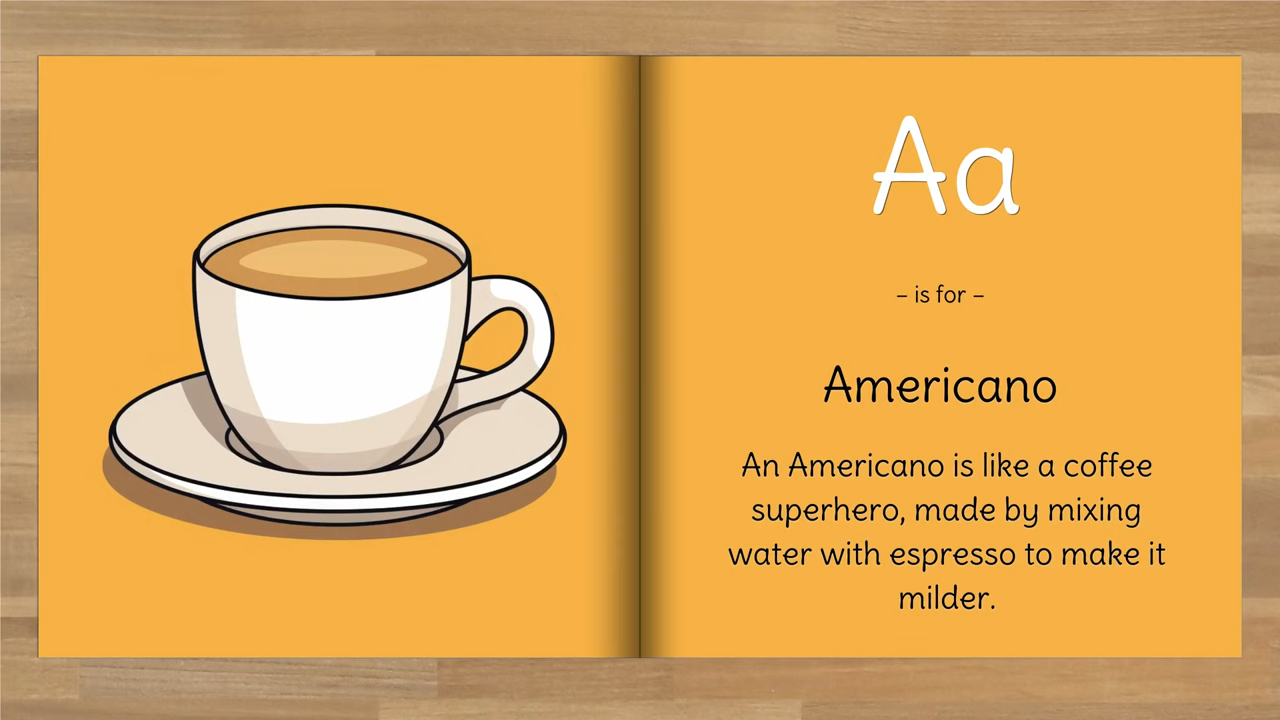 Aa
– is for –
Americano
An Americano is like a coffee
superhero, made by mixing
water with espresso to make it
milder.